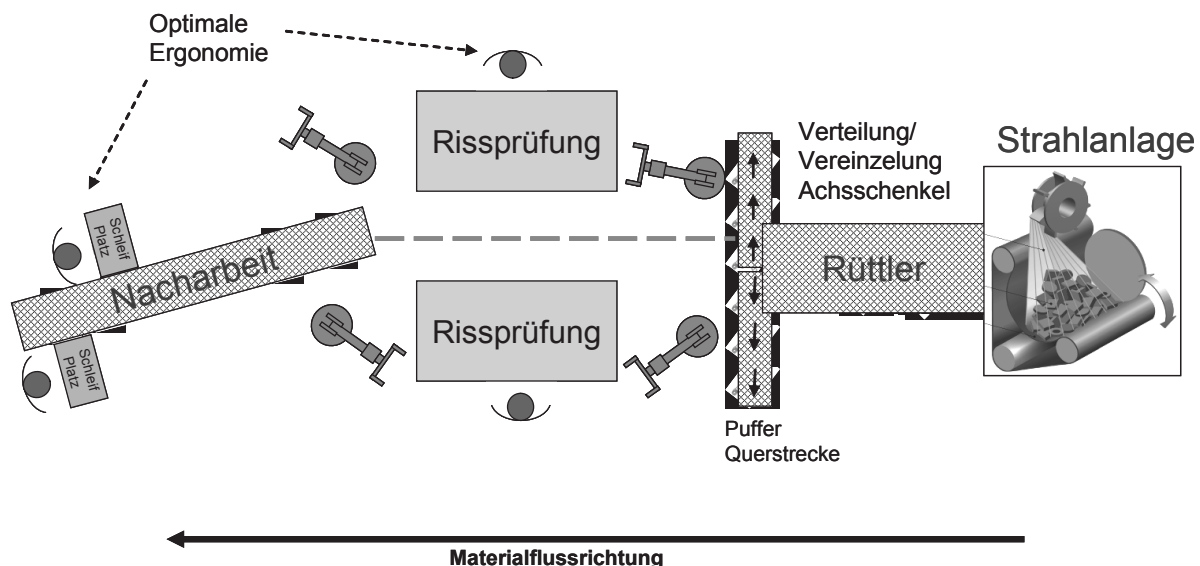 Optimale
Ergonomie
Rissprüfung
Verteilung/
Vereinzelung
Achsschenkel
Strahlanlage
Schleif
Platz
Nacharbeit
Rüttler
Rissprüfung
Schleif
Platz
Puffer
Querstrecke
Materialflussrichtung